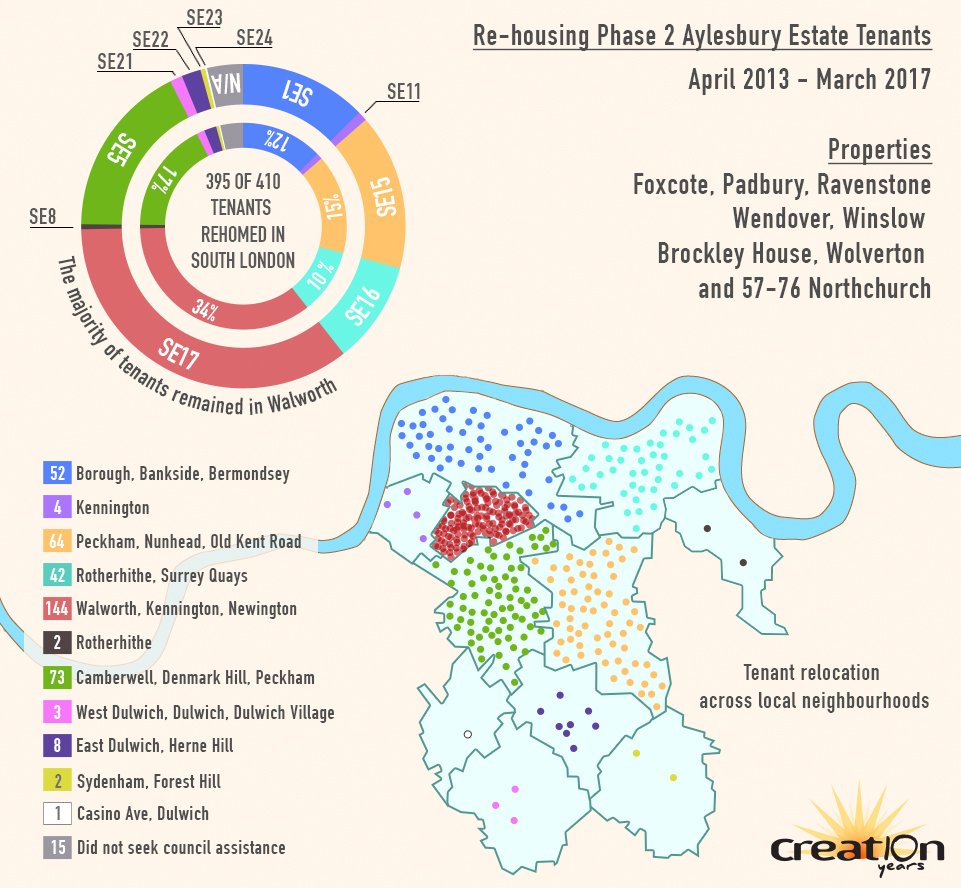 Re-housing Phase 2 Aylesbury Estate Tenants
April 2013 - March 2017
Properties
Foxcote, Padbury, Ravenstone
Wendover, Winslow
Brockley House, Wolverton
and 57-76 Northchurch
SE23
SE22
SE24
SE21
SE11
N/A
SE1
SE15
SE16
SE17
SE8
SE5
12%
15%
10%
34%
17%
395 OF 410
TENANTS
REHOMED IN
SOUTH LONDON
The majority of tenants remained in Walworth
52 Borough, Bankside, Bermondsey
4 Kennington
64 Peckham, Nunhead, Old Kent Road
42 Rotherhithe, Surrey Quays
144 Walworth, Kennington, Newington
2 Rotherhithe
73 Camberwell, Denmark Hill, Peckham
3 West Dulwich, Dulwich, Dulwich Village
8 East Dulwich, Herne Hill
2 Sydenham, Forest Hill
1 Casino Ave, Dulwich
15 Did not seek council assistance
Tenant relocation
across local neighbourhoods
creat10n
years